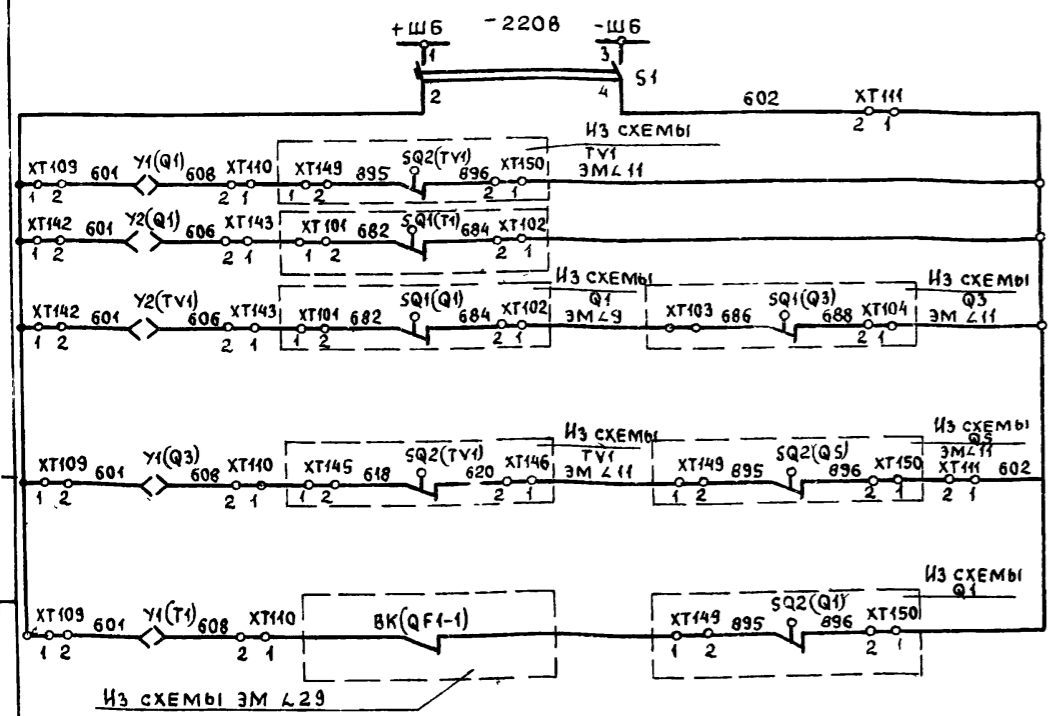 +ШБ -220В -ШБ
1 3
2 4 S1
602 XT111
2 1
ИЗ СХЕМЫ
TV1
ЭМ L11
XT109 601 Y1(Q1) 608 XT110 XT149 895 SQ2(TV1) 896 XT150
1 2 2 1 1 2 2 1
XT142 601 Y2(Q1) 606 XT143 XT101 682 SQ1(T1) 684 XT102
1 2 2 1 1 2 2 1
ИЗ СХЕМЫ
Q1
ЭМ L9
ИЗ СХЕМЫ
Q3
ЭМ L11
XT142 601 Y2(TV1) 606 XT143 XT101 682 SQ1(Q1) 684 XT102 XT103 686 SQ1(Q3) 688 XT104
1 2 2 1 1 2 2 1 2 1
ИЗ СХЕМЫ
TV1
ЭМ L11
ИЗ СХЕМЫ
Q5
ЭМ L11
XT109 601 Y1(Q3) 608 XT110 XT145 618 SQ2(TV1) 620 XT146 XT149 895 SQ2(Q5) 896 XT150 XT111 602
1 2 2 1 1 2 2 1 1 2 2 1 2 1
ИЗ СХЕМЫ
Q1
XT109 601 Y1(T1) 608 XT110 ВК(QF1-1) XT149 895 SQ2(Q1) 896 XT150
1 2 2 1 1 2 2 1
ИЗ СХЕМЫ ЭМ L29